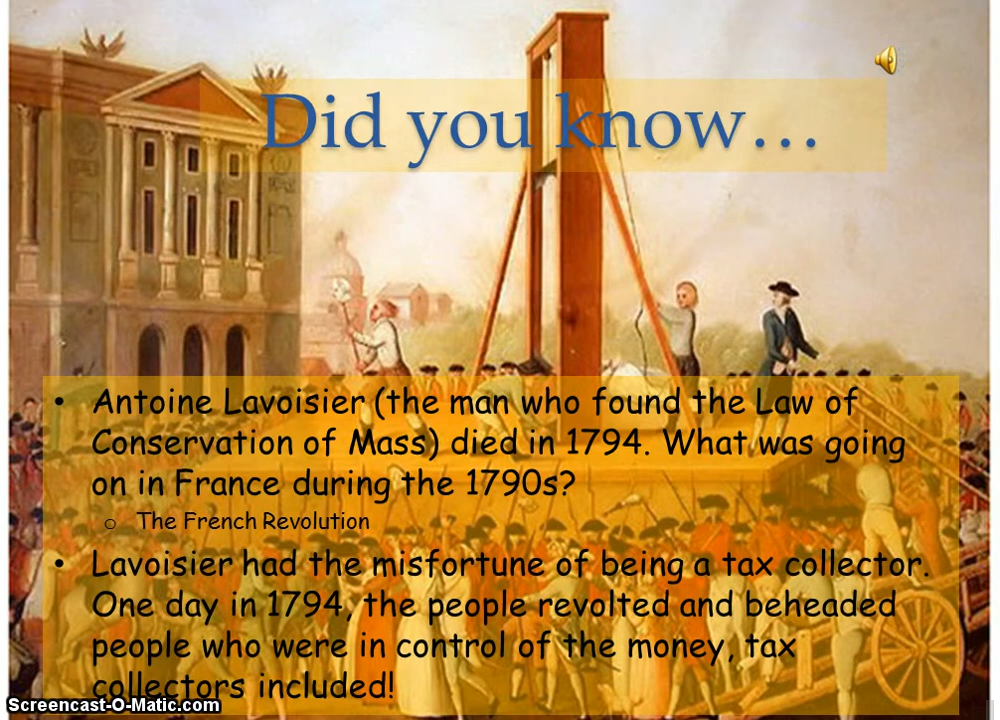 Did you know...
• Antoine Lavoisier (the man who found the Law of
Conservation of Mass) died in 1794. What was going
on in France during the 1790s?
o The French Revolution
• Lavoisier had the misfortune of being a tax collector.
One day in 1794, the people revolted and beheaded
people who were in control of the money, tax
collectors included!
Screencast-O-Matic.com